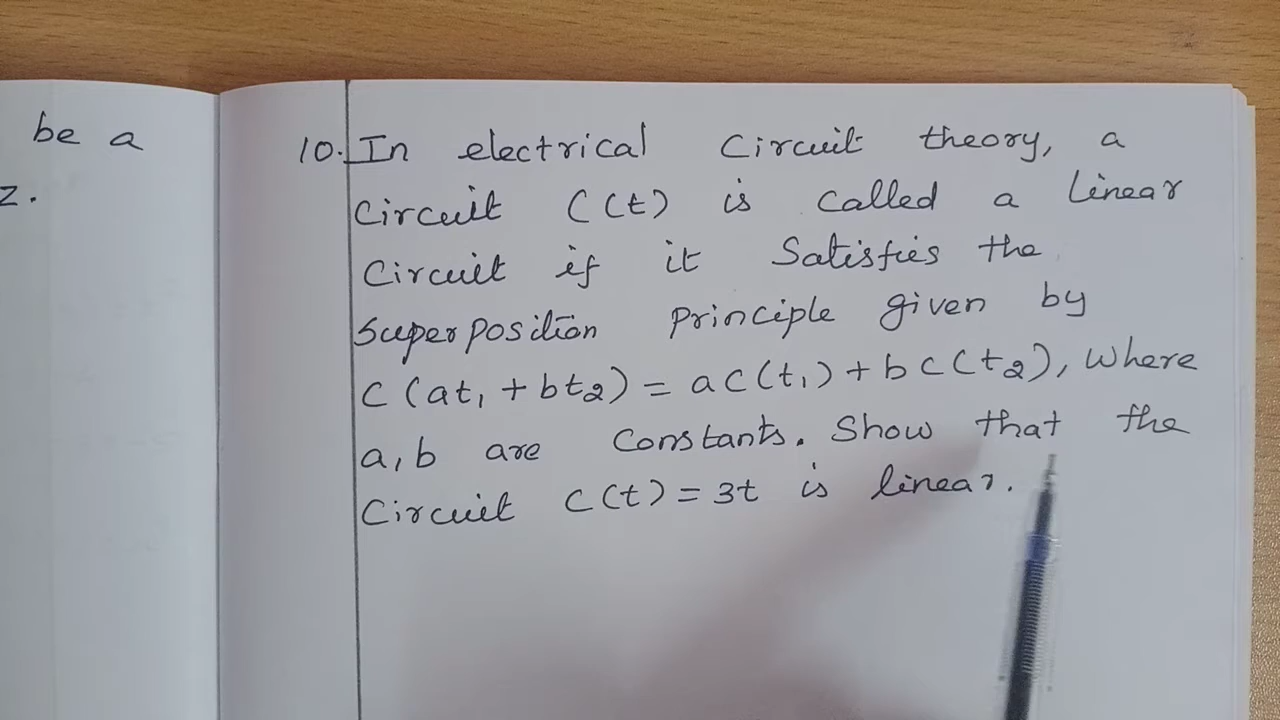 be a
z.
10. In electrical Circuit theory, a
Circuit C(t) is called a linear
Circuit if it Satisfies the
Superposition Principle given by
C(at₁ + bt₂) = aC(t₁) + bC(t₂), Where
a, b are Constants. Show that the
Circuit C(t) = 3t is linear.